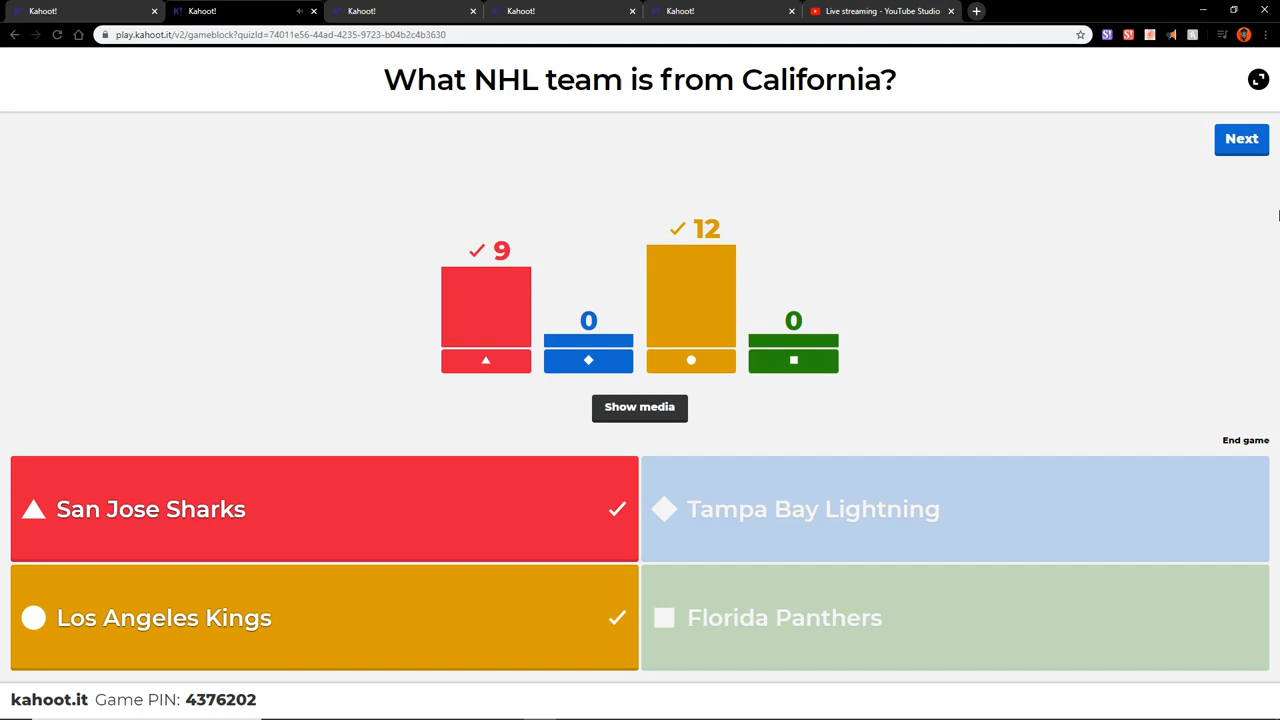 Kahoot!
Kahoot!
Kahoot!
Kahoot!
Kahoot!
Live streaming - YouTube Studio
play.kahoot.it/v2/gameblock?quizId=74011e56-44ad-4235-9723-b04b2c4b3630
What NHL team is from California?
Next
9
0
12
0
Show media
End game
San Jose Sharks
Tampa Bay Lightning
Los Angeles Kings
Florida Panthers
kahoot.it Game PIN: 4376202